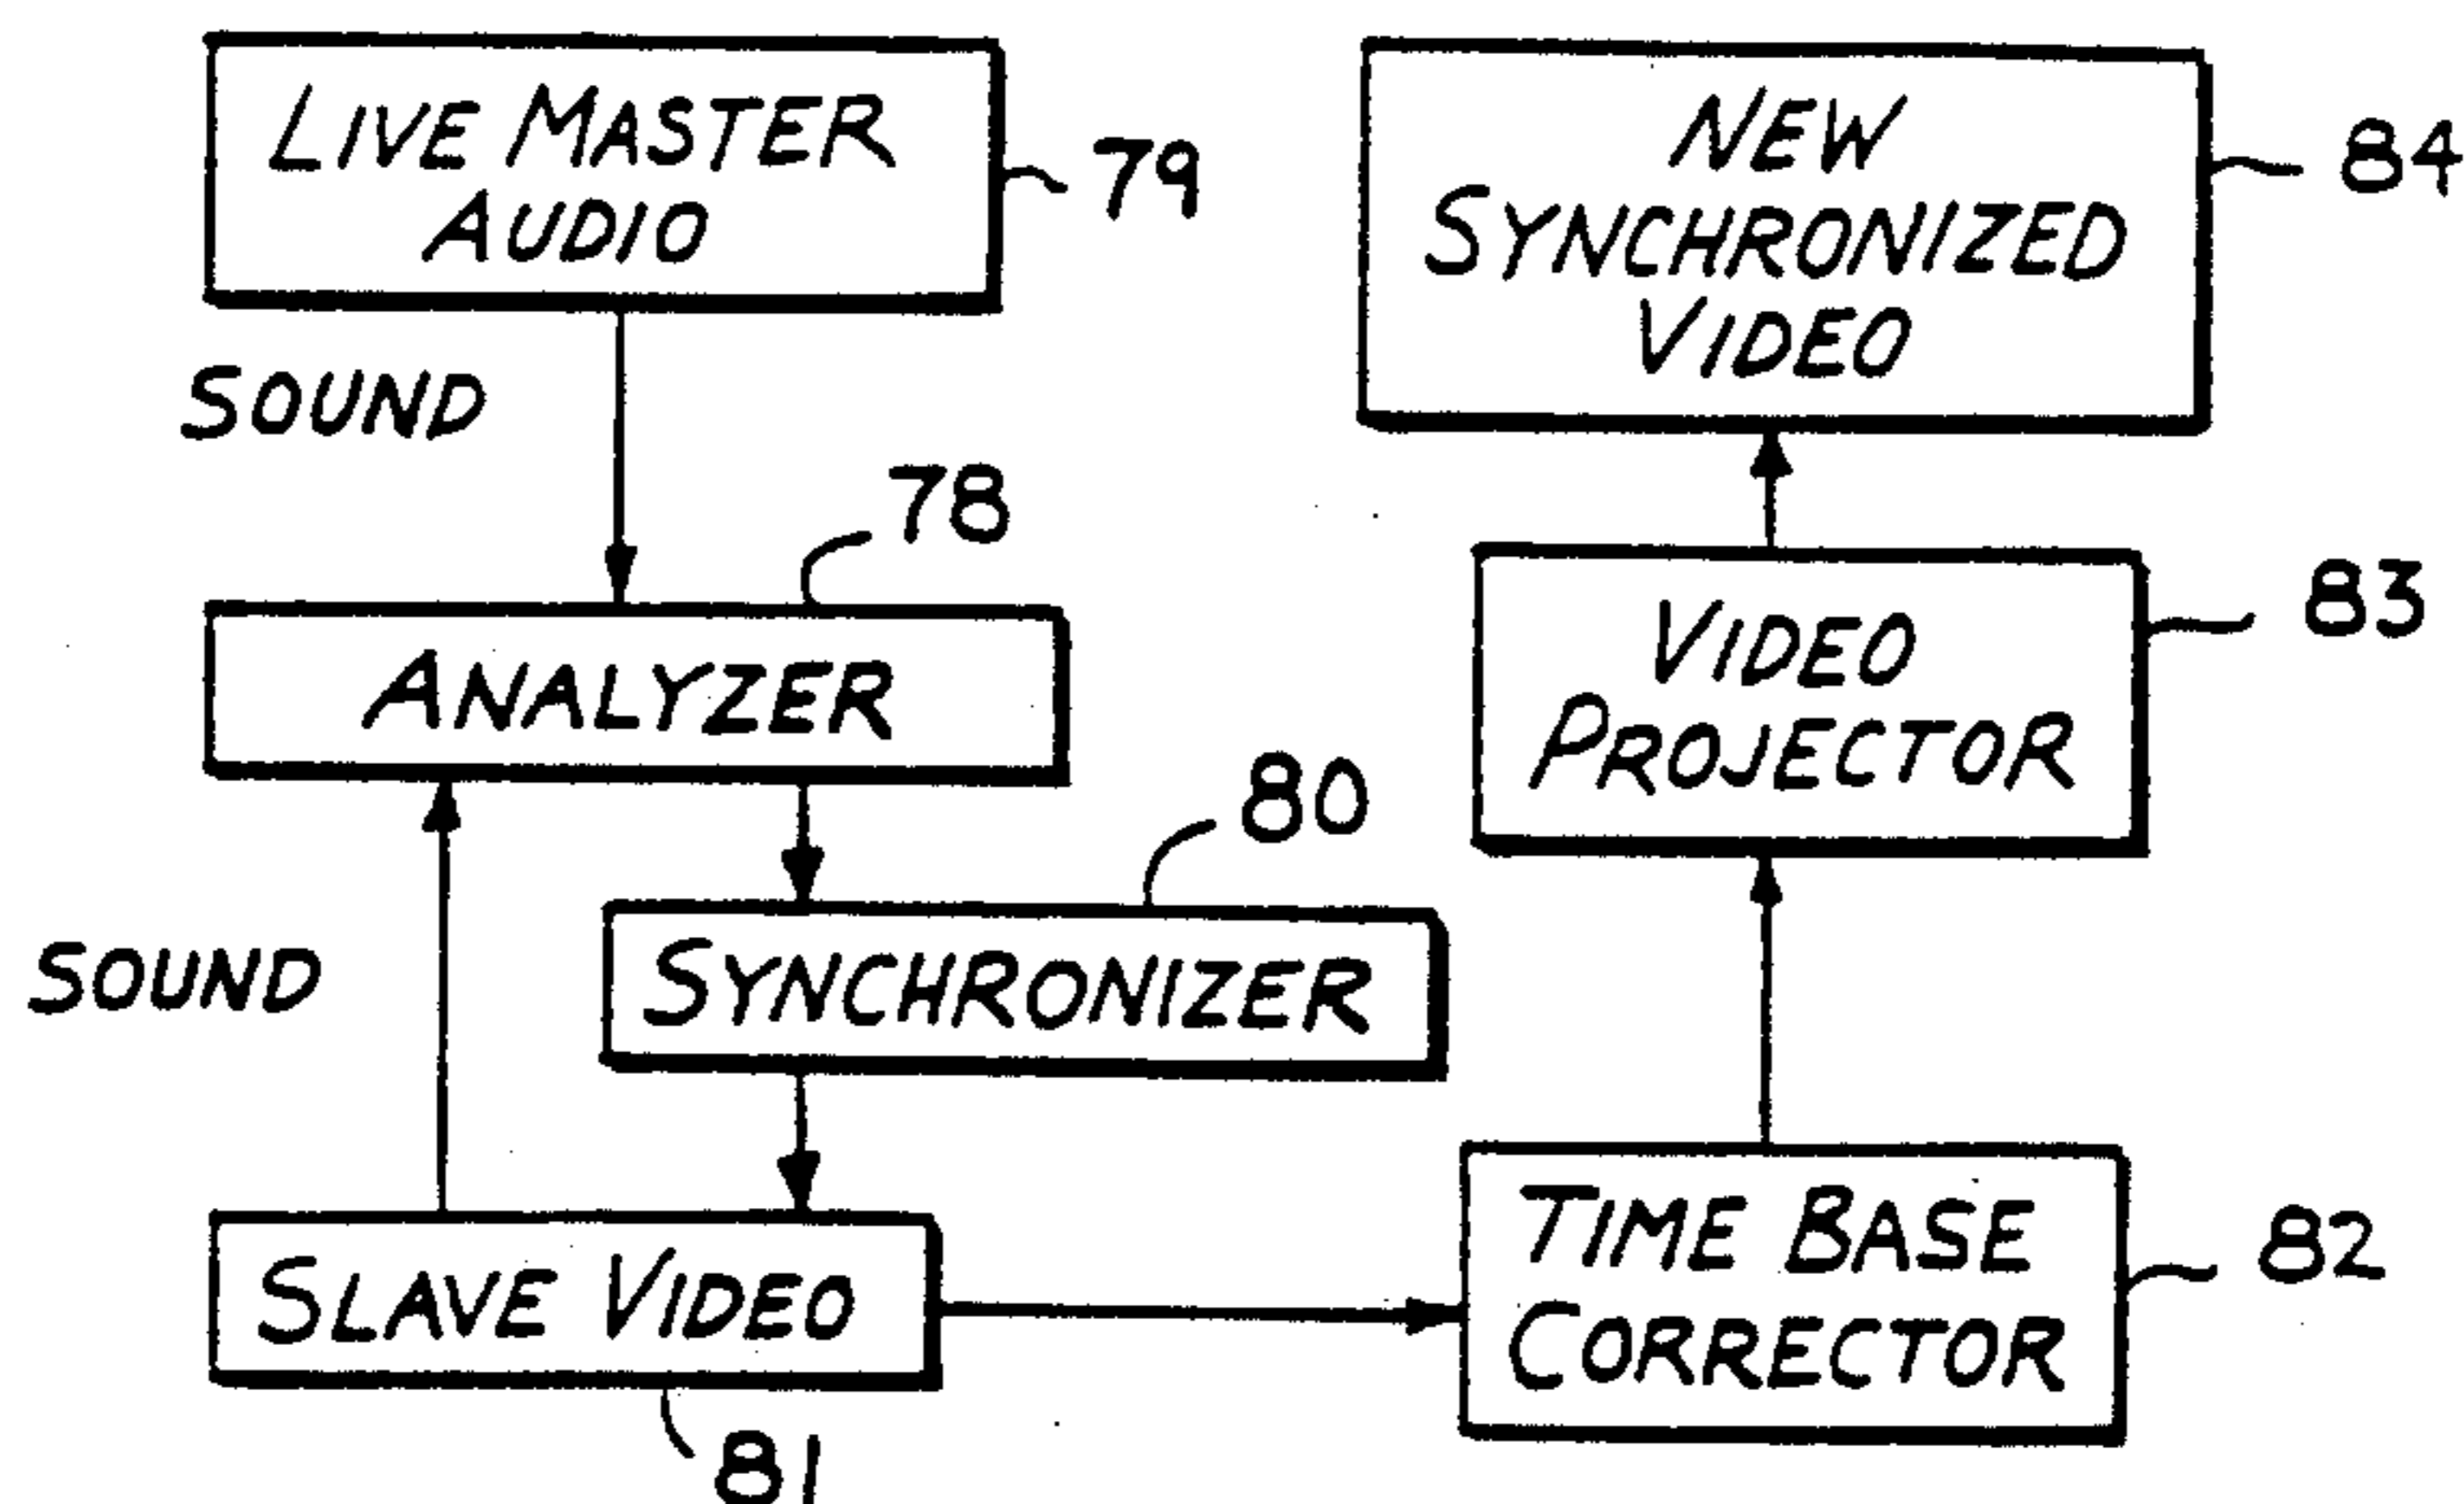 LIVE MASTER
AUDIO
79
SOUND
78
ANALYZER
80
SOUND
SYNCHRONIZER
SLAVE VIDEO
81
NEW
SYNCHRONIZED
VIDEO
84
VIDEO
PROJECTOR
83
TIME BASE
CORRECTOR
82